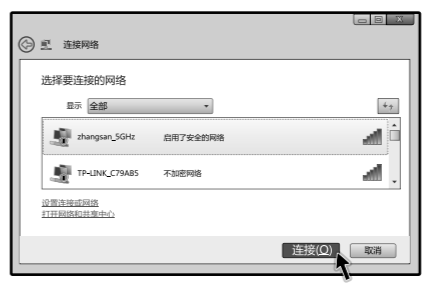 连接网络
选择要连接的网络
显示 全部
zhangsan_5GHz 启用了安全的网络
TP-LINK_C79AB5 不加密网络
设置连接或网络
打开网络和共享中心
连接(O) 取消